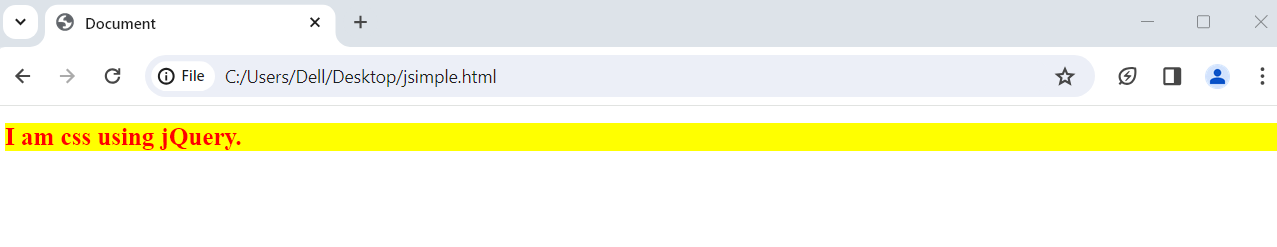 Document
File C:/Users/Dell/Desktop/jsimple.html
I am css using jQuery.